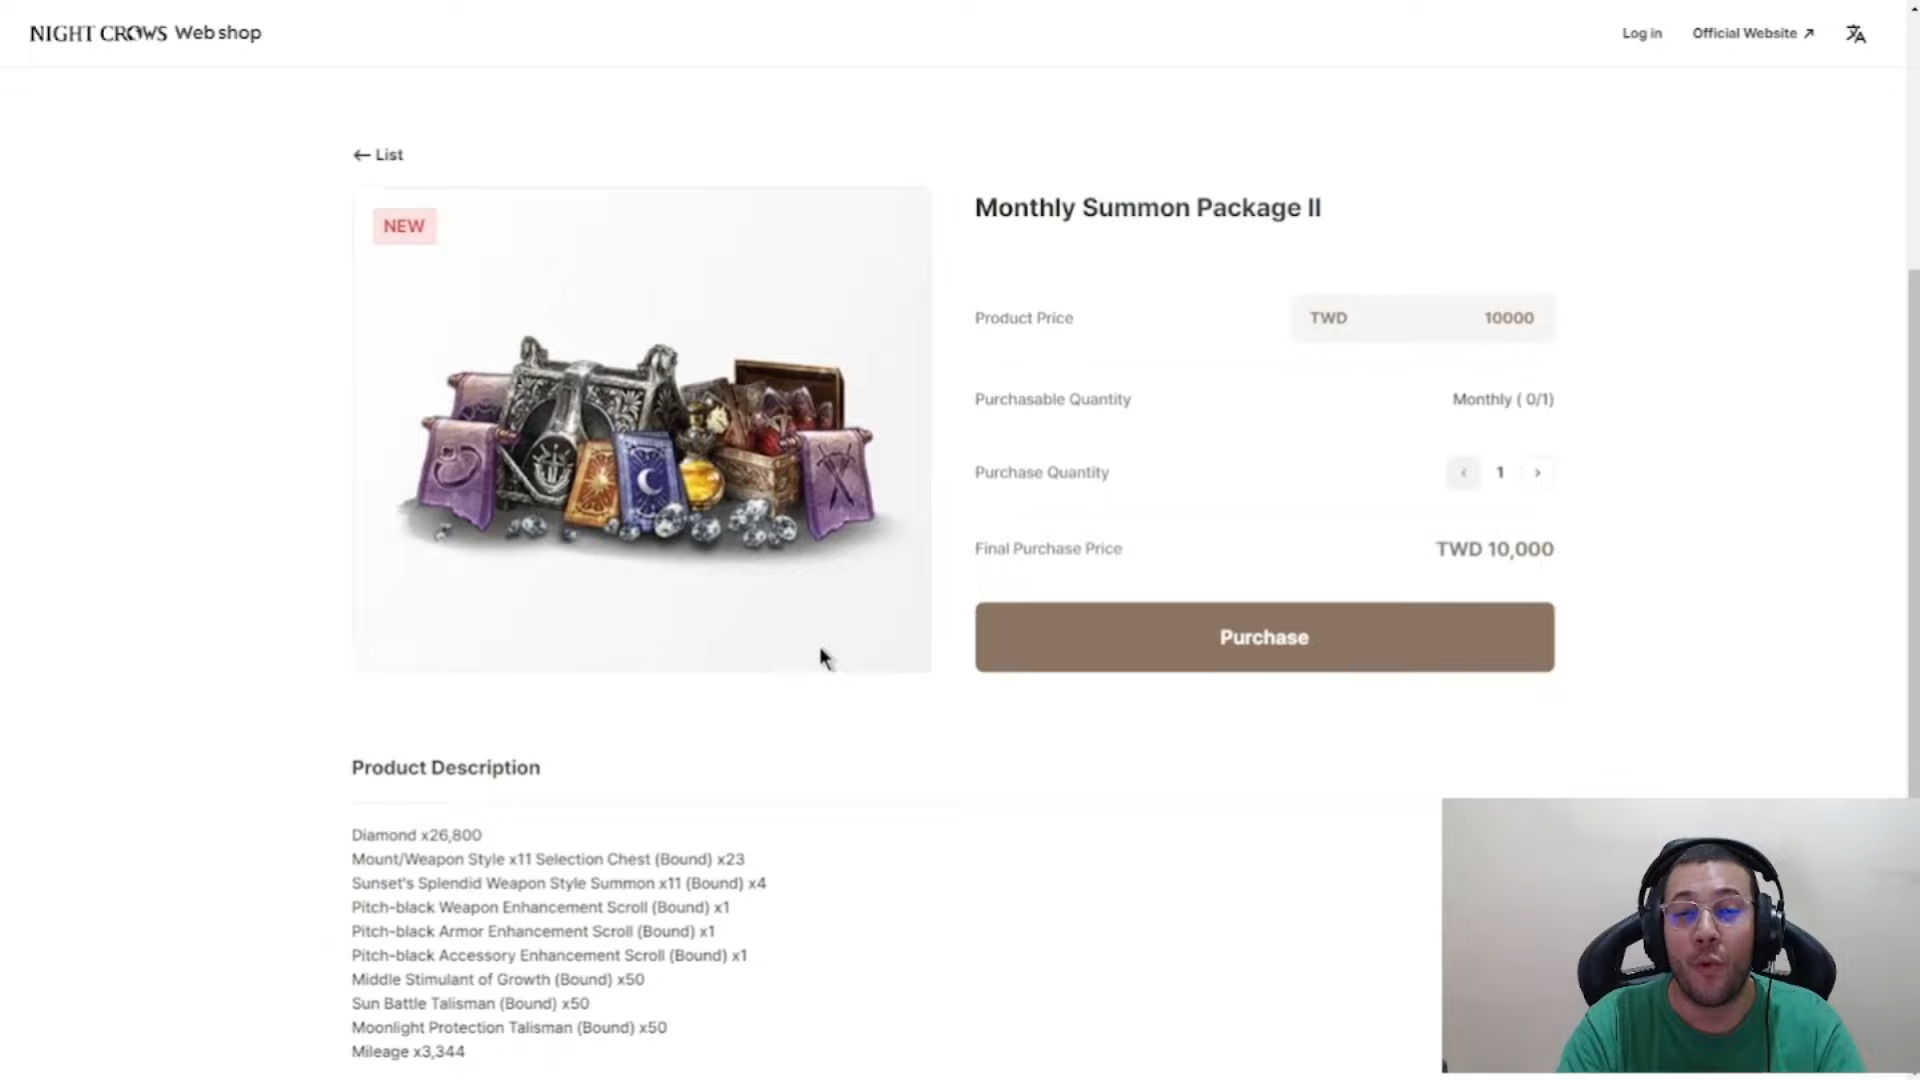 NIGHT CROWS Web shop
Log in
Official Website ↗
← List
NEW
Monthly Summon Package II
Product Price
TWD 10000
Purchasable Quantity
Monthly ( 0/1)
Purchase Quantity
‹ 1 ›
Final Purchase Price
TWD 10,000
Purchase
Product Description
Diamond x26,800
Mount/Weapon Style x11 Selection Chest (Bound) x23
Sunset's Splendid Weapon Style Summon x11 (Bound) x4
Pitch-black Weapon Enhancement Scroll (Bound) x1
Pitch-black Armor Enhancement Scroll (Bound) x1
Pitch-black Accessory Enhancement Scroll (Bound) x1
Middle Stimulant of Growth (Bound) x50
Sun Battle Talisman (Bound) x50
Moonlight Protection Talisman (Bound) x50
Mileage x3,344